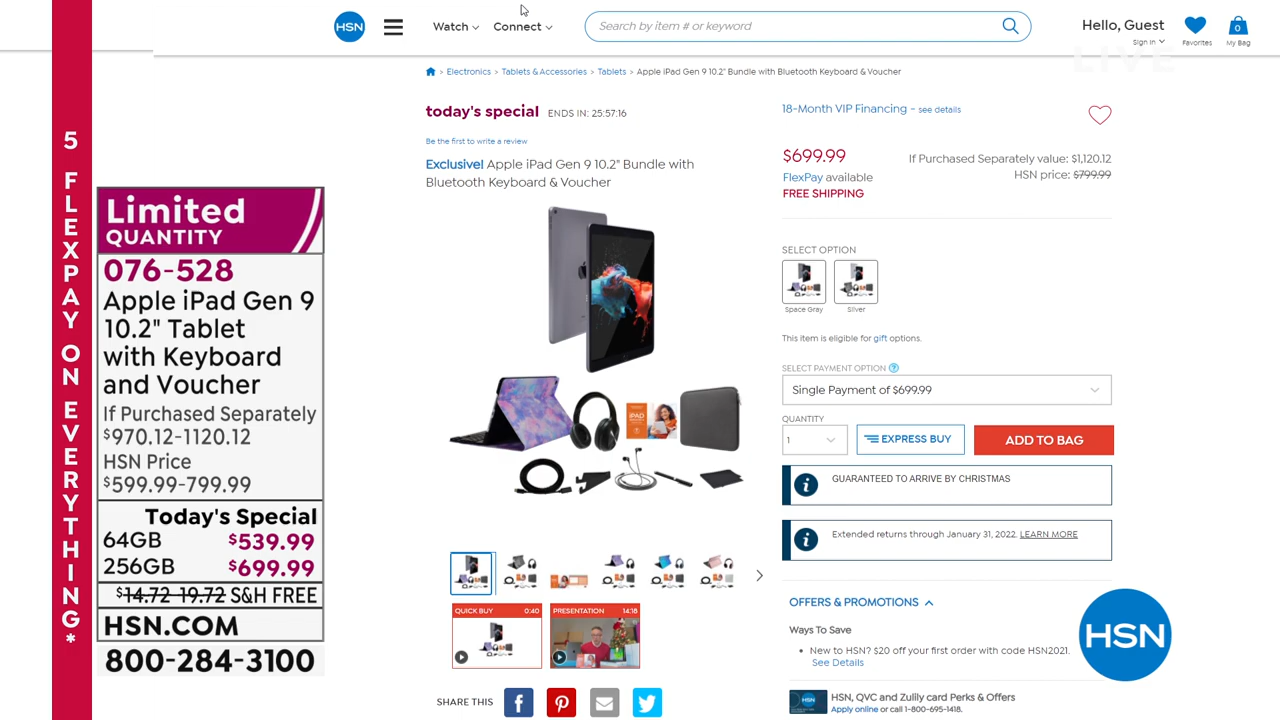 5 FLEXPAY ON EVERYTHING*
Limited
QUANTITY
076-528
Apple iPad Gen 9
10.2" Tablet
with Keyboard
and Voucher
If Purchased Separately
$970.12-1120.12
HSN Price
$599.99-799.99
Today's Special
64GB $539.99
256GB $699.99
$14.72-19.72 S&H FREE
HSN.COM
800-284-3100
HSN
Watch
Connect
Search by item # or keyword
Hello, Guest
Sign In
Favorites
0
My Bag
LIVE
> Electronics > Tablets & Accessories > Tablets > Apple iPad Gen 9 10.2" Bundle with Bluetooth Keyboard & Voucher
today's special ENDS IN: 25:57:16
Be the first to write a review
Exclusive! Apple iPad Gen 9 10.2" Bundle with
Bluetooth Keyboard & Voucher
iPAD
QUICK BUY 0:40
PRESENTATION 14:18
SHARE THIS
18-Month VIP Financing - see details
$699.99
If Purchased Separately value: $1,120.12
FlexPay available
HSN price: $799.99
FREE SHIPPING
SELECT OPTION
Space Gray
Silver
This item is eligible for gift options.
SELECT PAYMENT OPTION ?
Single Payment of $699.99
QUANTITY
1
EXPRESS BUY
ADD TO BAG
GUARANTEED TO ARRIVE BY CHRISTMAS
Extended returns through January 31, 2022. LEARN MORE
OFFERS & PROMOTIONS
Ways To Save
• New to HSN? $20 off your first order with code HSN2021.
See Details
HSN, QVC and Zulily card Perks & Offers
Apply online or call 1-800-695-1418.
HSN